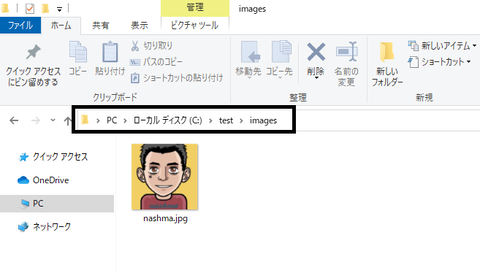 管理
images
ファイル
ホーム
共有
表示
ピクチャ ツール
クイック アクセス
にピン留めする
コピー
貼り付け
切り取り
パスのコピー
ショートカットの貼り付け
移動先
コピー先
削除
名前の
変更
新しい
フォルダー
新しいアイテム
ショートカット
クリップボード
整理
新規
PC
ローカル ディスク (C:)
test
images
クイック アクセス
OneDrive
PC
ネットワーク
nashma.jpg